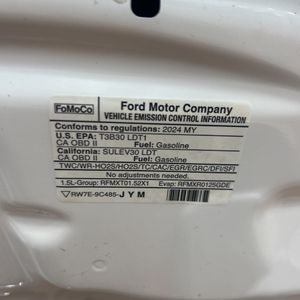 FoMoCo
Ford Motor Company
VEHICLE EMISSION CONTROL INFORMATION
Conforms to regulations: 2024 MY
U.S. EPA: T3B30 LDT1
CA OBD II Fuel: Gasoline
California: SULEV30 LDT
CA OBD II Fuel: Gasoline
TWC/WR-HO2S/HO2S/TC/CAC/EGR/EGRC/DFI/SFI
No adjustments needed.
1.5L-Group: RFMXT01.52X1 Evap: RFMXR0125GDE
RW7E-9C485-JYM